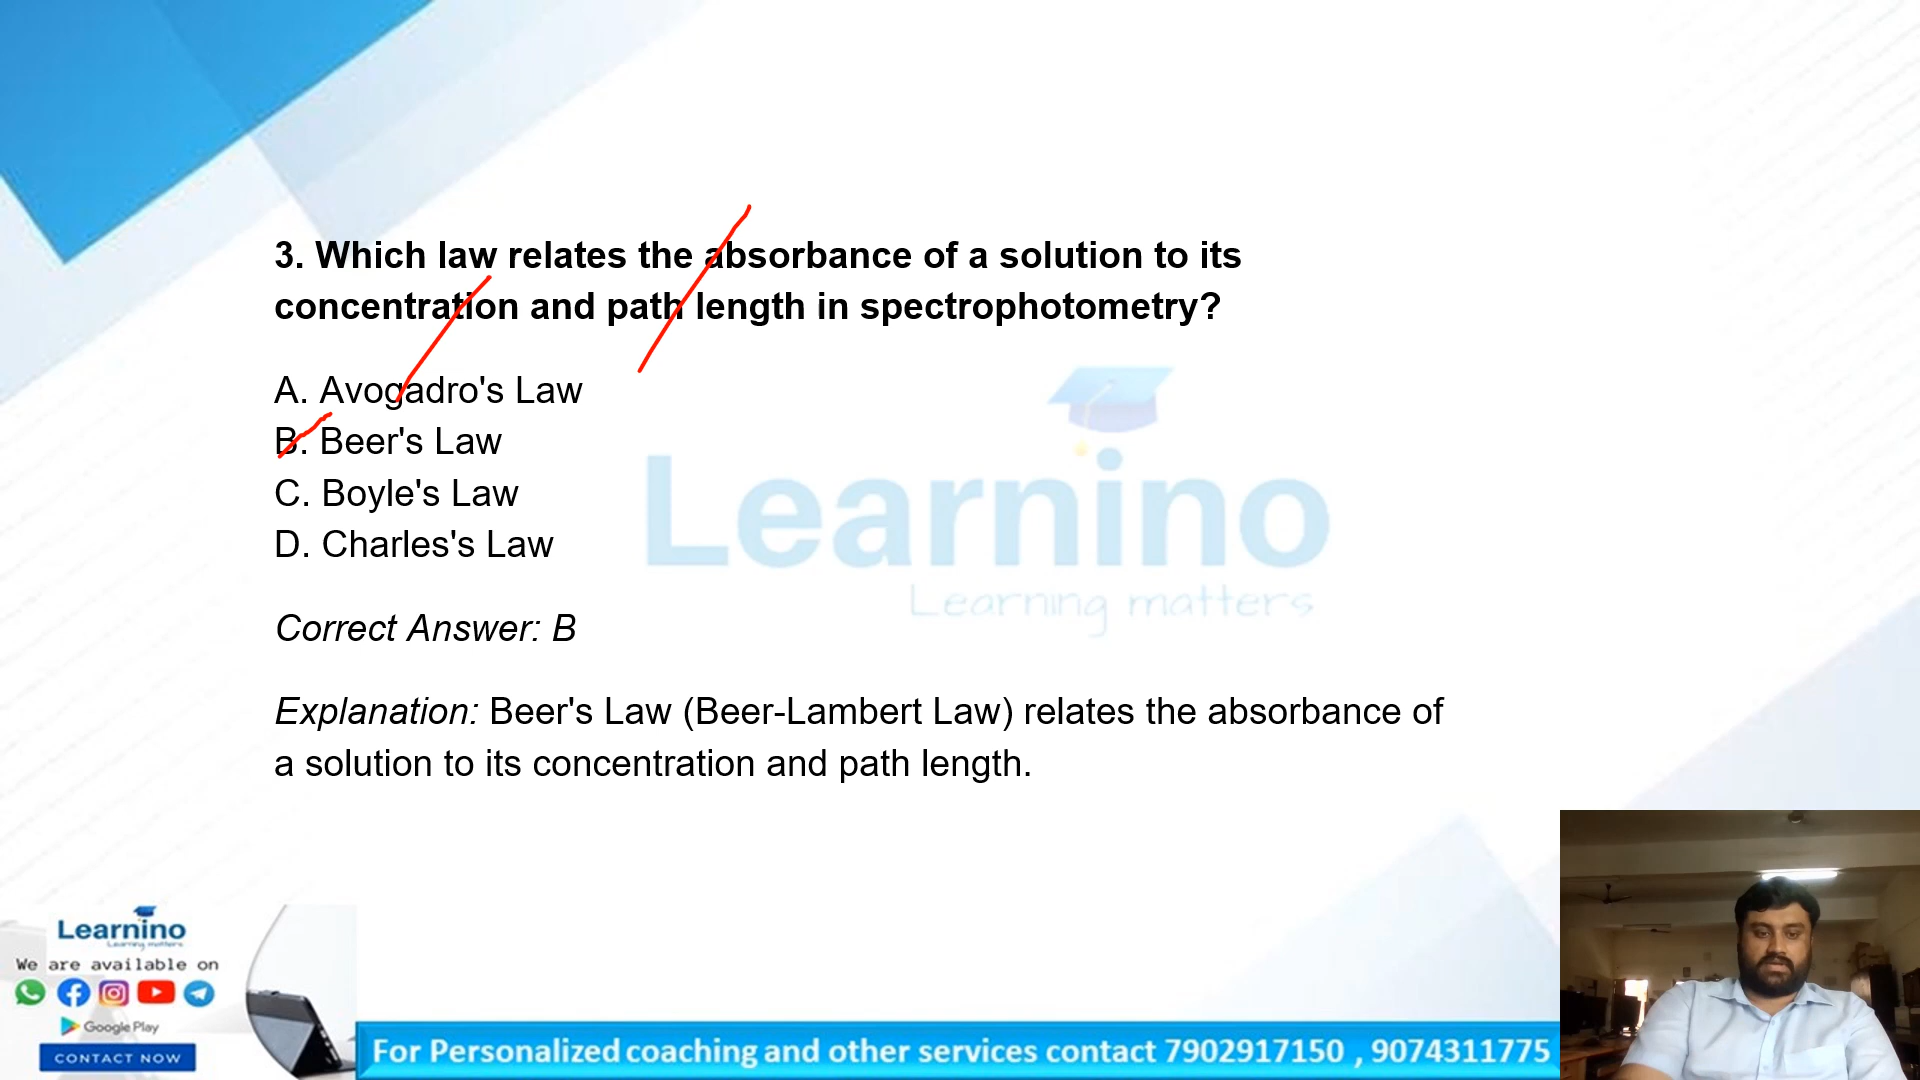 3. Which law relates the absorbance of a solution to its
concentration and path length in spectrophotometry?
A. Avogadro's Law
B. Beer's Law
C. Boyle's Law
D. Charles's Law
Correct Answer: B
Explanation: Beer's Law (Beer-Lambert Law) relates the absorbance of
a solution to its concentration and path length.
Learnino
Learning matters
Learnino
Learning matters
We are available on
Google Play
CONTACT NOW
For Personalized coaching and other services contact 7902917150 , 9074311775